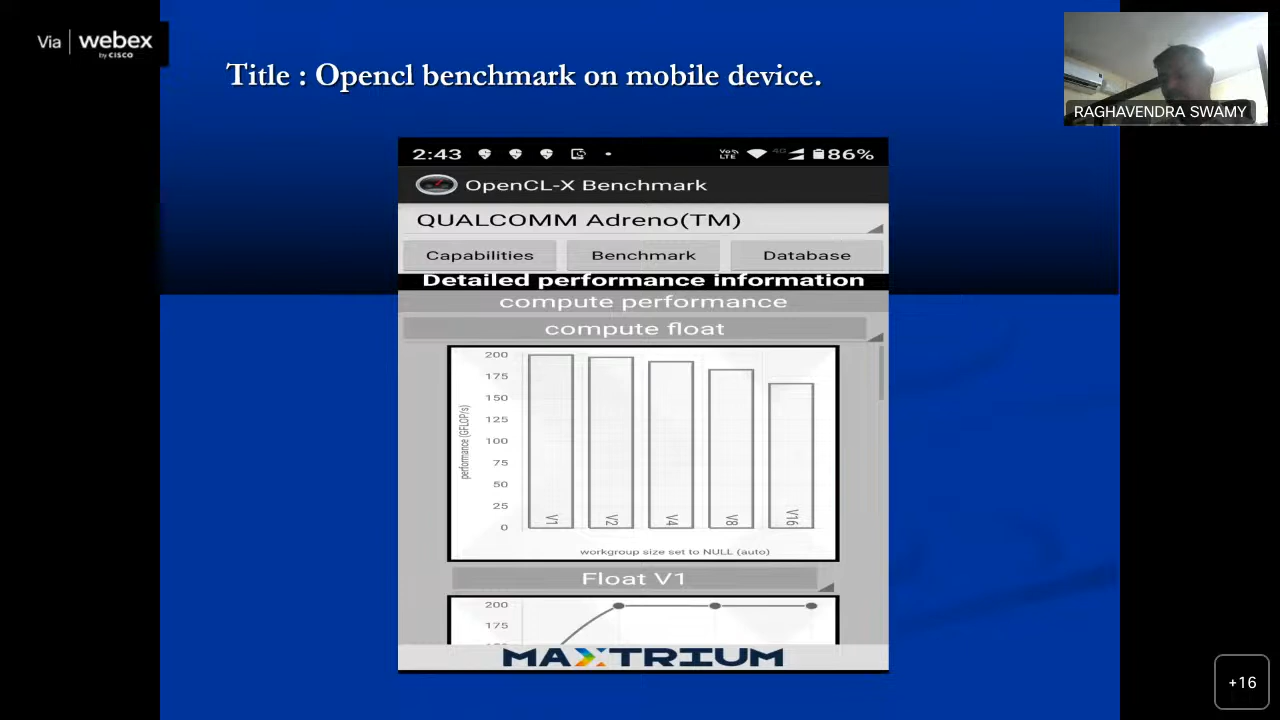 Via | webex
by CISCO
Title : Opencl benchmark on mobile device.
RAGHAVENDRA SWAMY
2:43
Vo LTE 4G 86%
OpenCL-X Benchmark
QUALCOMM Adreno(TM)
Capabilities Benchmark Database
Detailed performance information
compute performance
compute float
200
175
150
125
100
75
50
25
0
performance (GFLOP/s)
V1 V2 V4 V8 V16
workgroup size set to NULL (auto)
Float V1
200
175
MAXTRIUM
+16